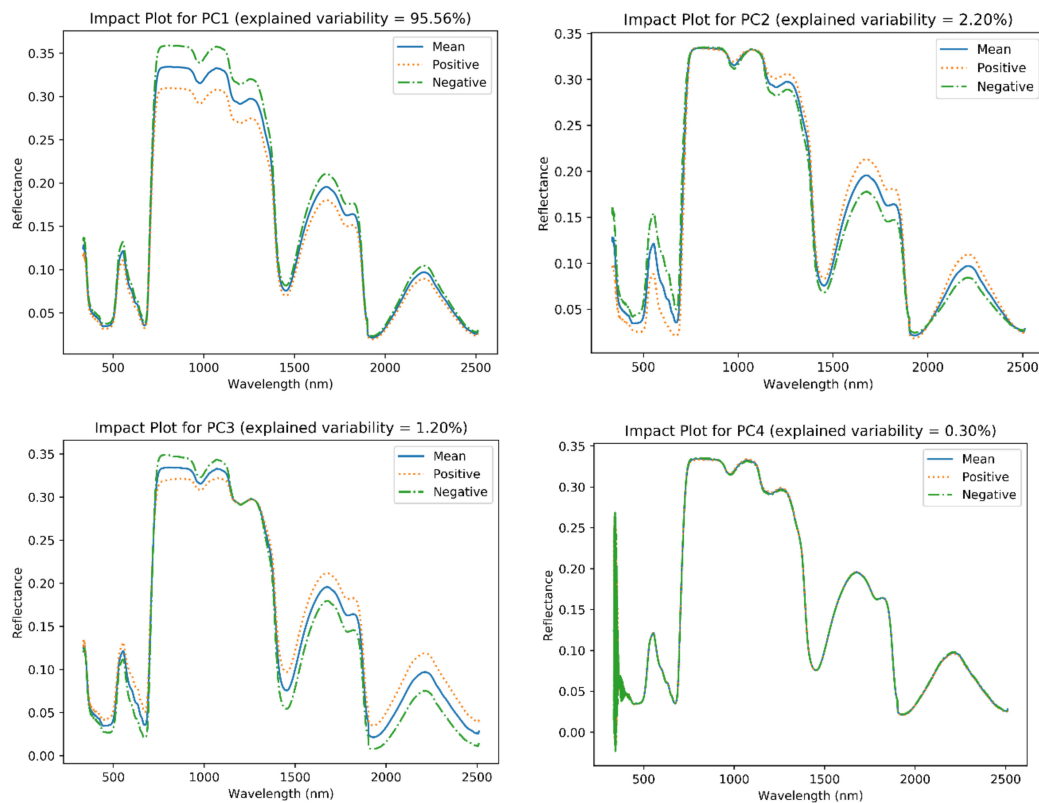 Impact Plot for PC1 (explained variability = 95.56%)
Mean
Positive
Negative
0.35
0.30
0.25
0.20
0.15
0.10
0.05
Reflectance
500 1000 1500 2000 2500
Wavelength (nm)
Impact Plot for PC2 (explained variability = 2.20%)
Mean
Positive
Negative
0.35
0.30
0.25
0.20
0.15
0.10
0.05
Reflectance
500 1000 1500 2000 2500
Wavelength (nm)
Impact Plot for PC3 (explained variability = 1.20%)
Mean
Positive
Negative
0.35
0.30
0.25
0.20
0.15
0.10
0.05
0.00
Reflectance
500 1000 1500 2000 2500
Wavelength (nm)
Impact Plot for PC4 (explained variability = 0.30%)
Mean
Positive
Negative
0.35
0.30
0.25
0.20
0.15
0.10
0.05
0.00
Reflectance
500 1000 1500 2000 2500
Wavelength (nm)